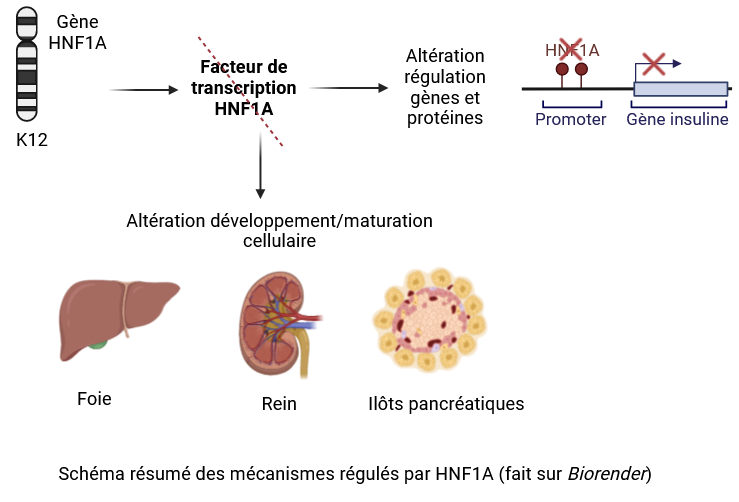 Gène
HNF1A
K12
Facteur de
transcription
HNF1A
Altération
régulation
gènes et
protéines
HNF1A
Promoter
Gène insuline
Altération développement/maturation
cellulaire
Foie
Rein
Ilôts pancréatiques
Schéma résumé des mécanismes régulés par HNF1A (fait sur Biorender)